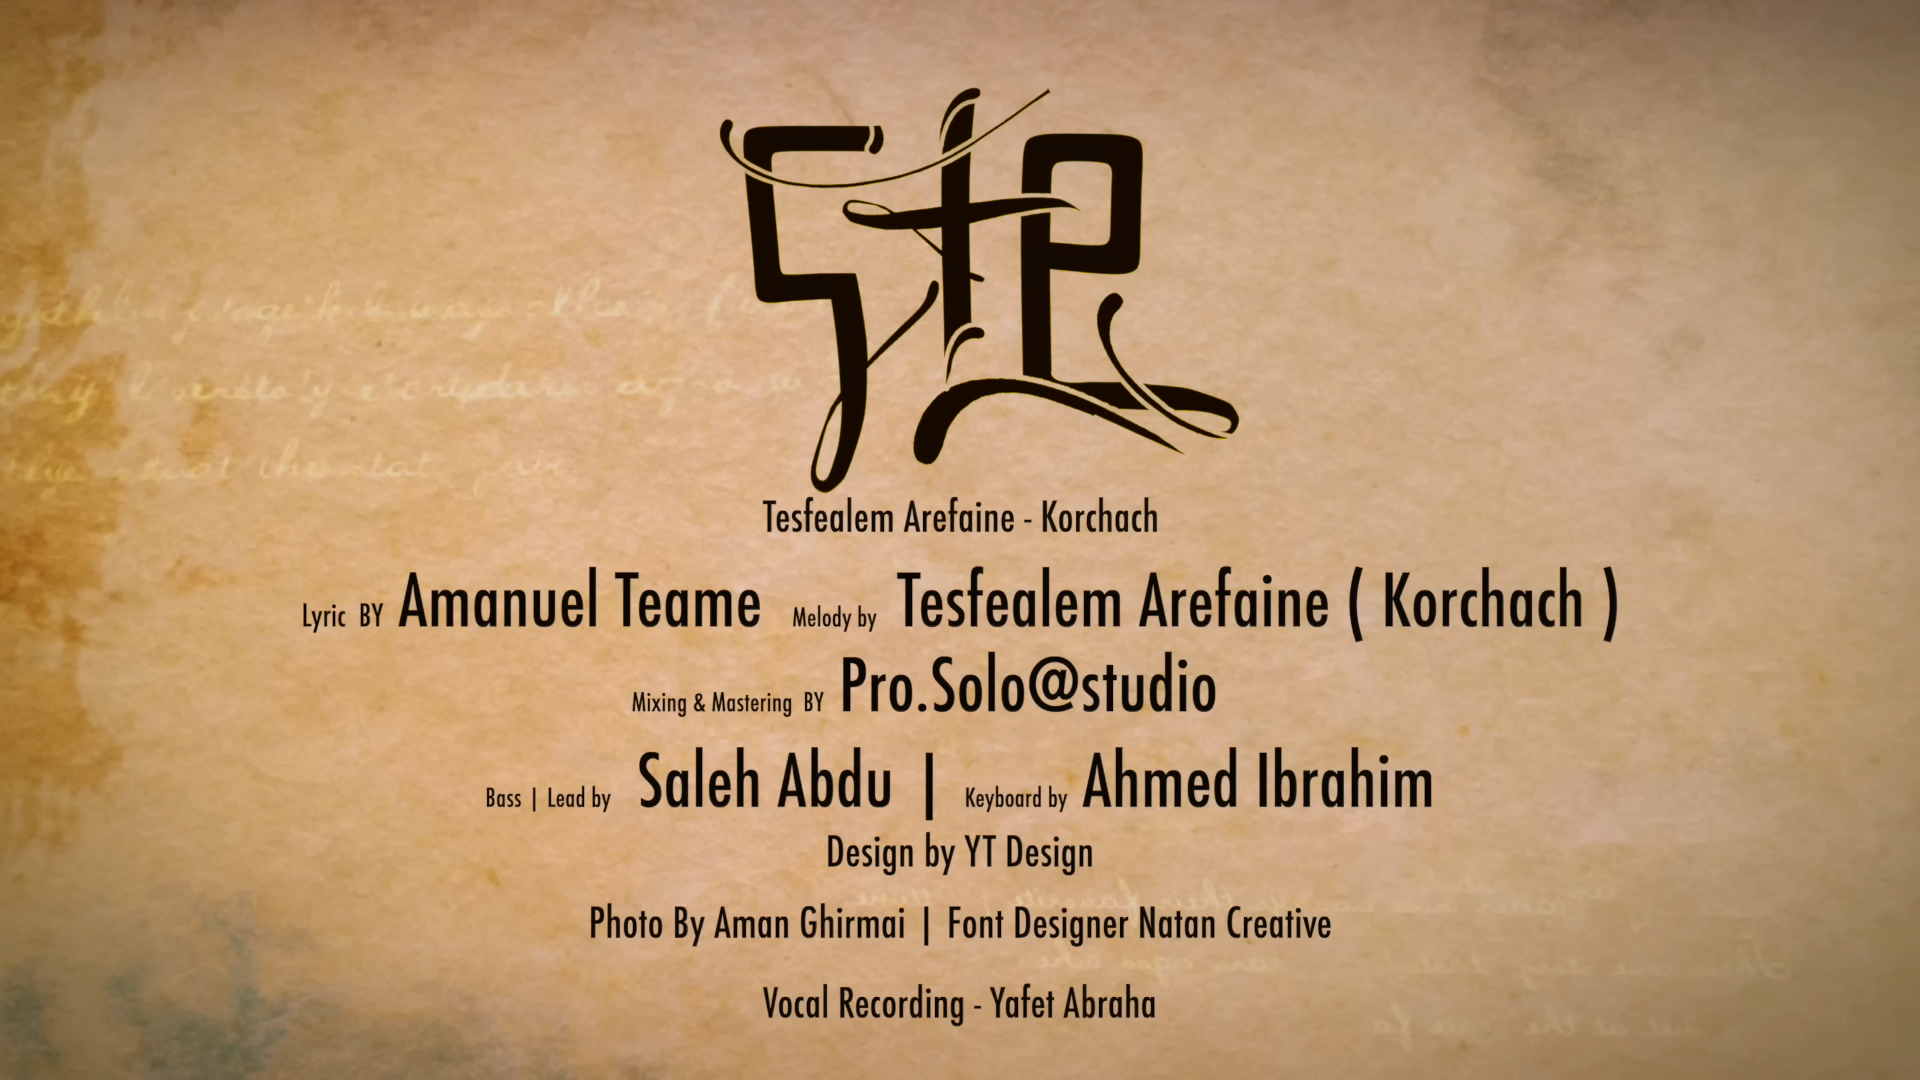 Tesfealem Arefaine - Korchach
Lyric BY Amanuel Teame Melody by Tesfealem Arefaine ( Korchach )
Mixing & Mastering BY Pro.Solo@studio
Bass | Lead by Saleh Abdu | Keyboard by Ahmed Ibrahim
Design by YT Design
Photo By Aman Ghirmai | Font Designer Natan Creative
Vocal Recording - Yafet Abraha